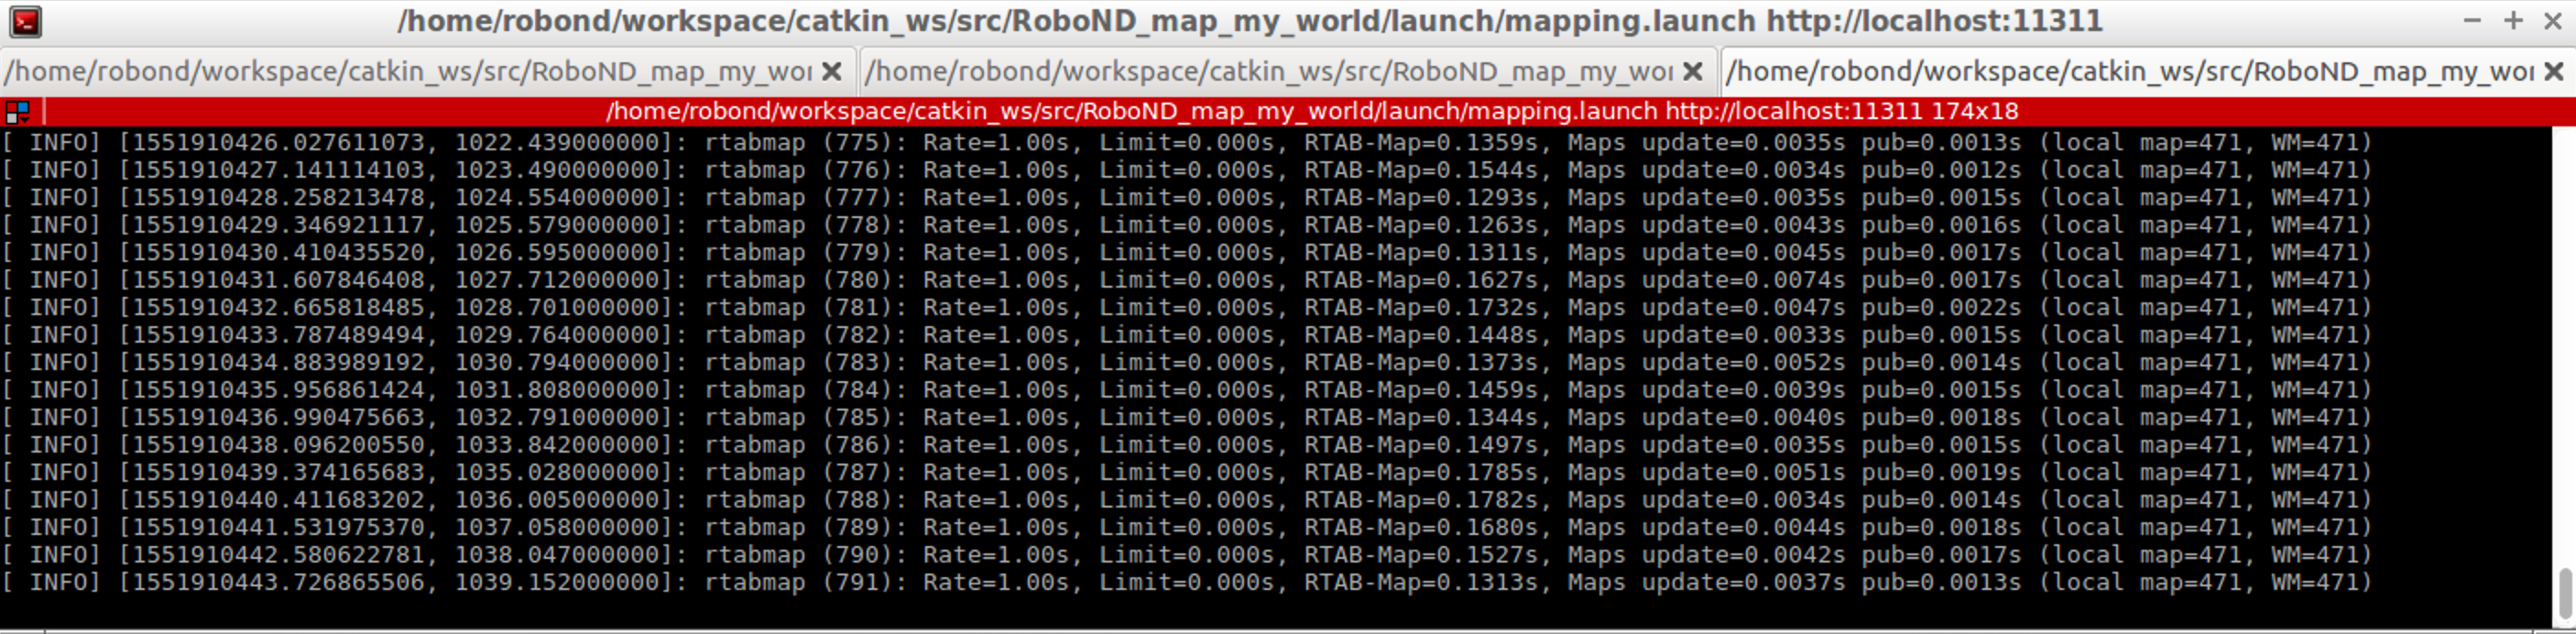 /home/robond/workspace/catkin_ws/src/RoboND_map_my_world/launch/mapping.launch http://localhost:11311
/home/robond/workspace/catkin_ws/src/RoboND_map_my_wor /home/robond/workspace/catkin_ws/src/RoboND_map_my_wor /home/robond/workspace/catkin_ws/src/RoboND_map_my_wor
/home/robond/workspace/catkin_ws/src/RoboND_map_my_world/launch/mapping.launch http://localhost:11311 174x18
[ INFO] [1551910426.027611073, 1022.439000000]: rtabmap (775): Rate=1.00s, Limit=0.000s, RTAB-Map=0.1359s, Maps update=0.0035s pub=0.0013s (local map=471, WM=471)
[ INFO] [1551910427.141114103, 1023.490000000]: rtabmap (776): Rate=1.00s, Limit=0.000s, RTAB-Map=0.1544s, Maps update=0.0034s pub=0.0012s (local map=471, WM=471)
[ INFO] [1551910428.258213478, 1024.554000000]: rtabmap (777): Rate=1.00s, Limit=0.000s, RTAB-Map=0.1293s, Maps update=0.0035s pub=0.0015s (local map=471, WM=471)
[ INFO] [1551910429.346921117, 1025.579000000]: rtabmap (778): Rate=1.00s, Limit=0.000s, RTAB-Map=0.1263s, Maps update=0.0043s pub=0.0016s (local map=471, WM=471)
[ INFO] [1551910430.410435520, 1026.595000000]: rtabmap (779): Rate=1.00s, Limit=0.000s, RTAB-Map=0.1311s, Maps update=0.0045s pub=0.0017s (local map=471, WM=471)
[ INFO] [1551910431.607846408, 1027.712000000]: rtabmap (780): Rate=1.00s, Limit=0.000s, RTAB-Map=0.1627s, Maps update=0.0074s pub=0.0017s (local map=471, WM=471)
[ INFO] [1551910432.665818485, 1028.701000000]: rtabmap (781): Rate=1.00s, Limit=0.000s, RTAB-Map=0.1732s, Maps update=0.0047s pub=0.0022s (local map=471, WM=471)
[ INFO] [1551910433.787489494, 1029.764000000]: rtabmap (782): Rate=1.00s, Limit=0.000s, RTAB-Map=0.1448s, Maps update=0.0033s pub=0.0015s (local map=471, WM=471)
[ INFO] [1551910434.883989192, 1030.794000000]: rtabmap (783): Rate=1.00s, Limit=0.000s, RTAB-Map=0.1373s, Maps update=0.0052s pub=0.0014s (local map=471, WM=471)
[ INFO] [1551910435.956861424, 1031.808000000]: rtabmap (784): Rate=1.00s, Limit=0.000s, RTAB-Map=0.1459s, Maps update=0.0039s pub=0.0015s (local map=471, WM=471)
[ INFO] [1551910436.990475663, 1032.791000000]: rtabmap (785): Rate=1.00s, Limit=0.000s, RTAB-Map=0.1344s, Maps update=0.0040s pub=0.0018s (local map=471, WM=471)
[ INFO] [1551910438.096200550, 1033.842000000]: rtabmap (786): Rate=1.00s, Limit=0.000s, RTAB-Map=0.1497s, Maps update=0.0035s pub=0.0015s (local map=471, WM=471)
[ INFO] [1551910439.374165683, 1035.028000000]: rtabmap (787): Rate=1.00s, Limit=0.000s, RTAB-Map=0.1785s, Maps update=0.0051s pub=0.0019s (local map=471, WM=471)
[ INFO] [1551910440.411683202, 1036.005000000]: rtabmap (788): Rate=1.00s, Limit=0.000s, RTAB-Map=0.1782s, Maps update=0.0034s pub=0.0014s (local map=471, WM=471)
[ INFO] [1551910441.531975370, 1037.058000000]: rtabmap (789): Rate=1.00s, Limit=0.000s, RTAB-Map=0.1680s, Maps update=0.0044s pub=0.0018s (local map=471, WM=471)
[ INFO] [1551910442.580622781, 1038.047000000]: rtabmap (790): Rate=1.00s, Limit=0.000s, RTAB-Map=0.1527s, Maps update=0.0042s pub=0.0017s (local map=471, WM=471)
[ INFO] [1551910443.726865506, 1039.152000000]: rtabmap (791): Rate=1.00s, Limit=0.000s, RTAB-Map=0.1313s, Maps update=0.0037s pub=0.0013s (local map=471, WM=471)